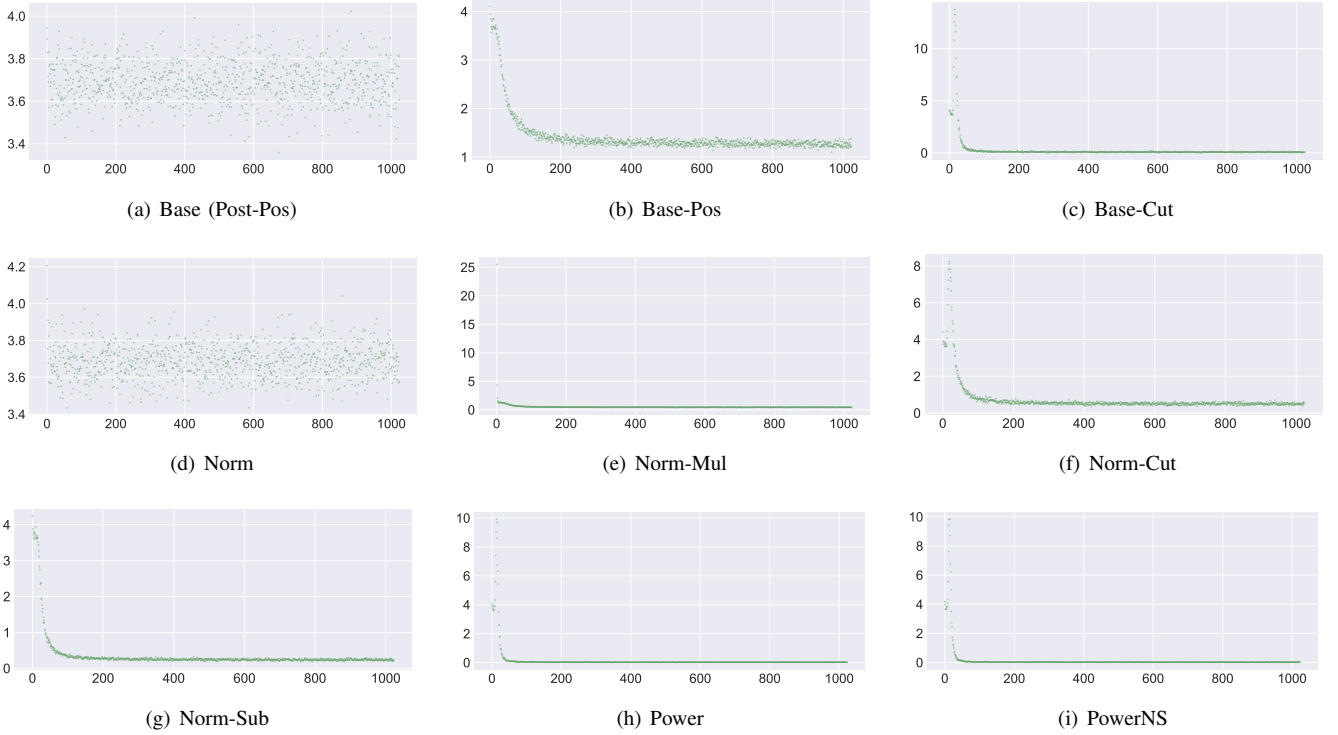 4.0
3.8
3.6
3.4
0 200 400 600 800 1000
(a) Base (Post-Pos)
4
3
2
1
0 200 400 600 800 1000
(b) Base-Pos
10
5
0
0 200 400 600 800 1000
(c) Base-Cut
4.2
4.0
3.8
3.6
3.4
0 200 400 600 800 1000
(d) Norm
25
20
15
10
5
0
0 200 400 600 800 1000
(e) Norm-Mul
8
6
4
2
0
0 200 400 600 800 1000
(f) Norm-Cut
4
3
2
1
0
0 200 400 600 800 1000
(g) Norm-Sub
10
8
6
4
2
0
0 200 400 600 800 1000
(h) Power
10
8
6
4
2
0
0 200 400 600 800 1000
(i) PowerNS